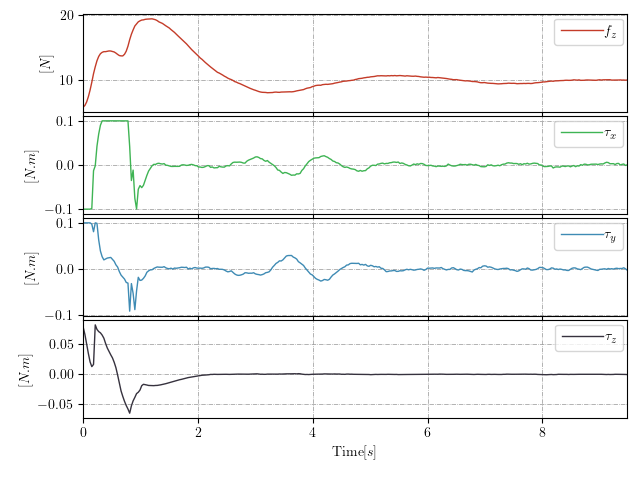 20
10
[N]
f_z
0.1
0.0
−0.1
[N.m]
τ_x
0.1
0.0
−0.1
[N.m]
τ_y
0.05
0.00
−0.05
[N.m]
τ_z
0 2 4 6 8
Time[s]